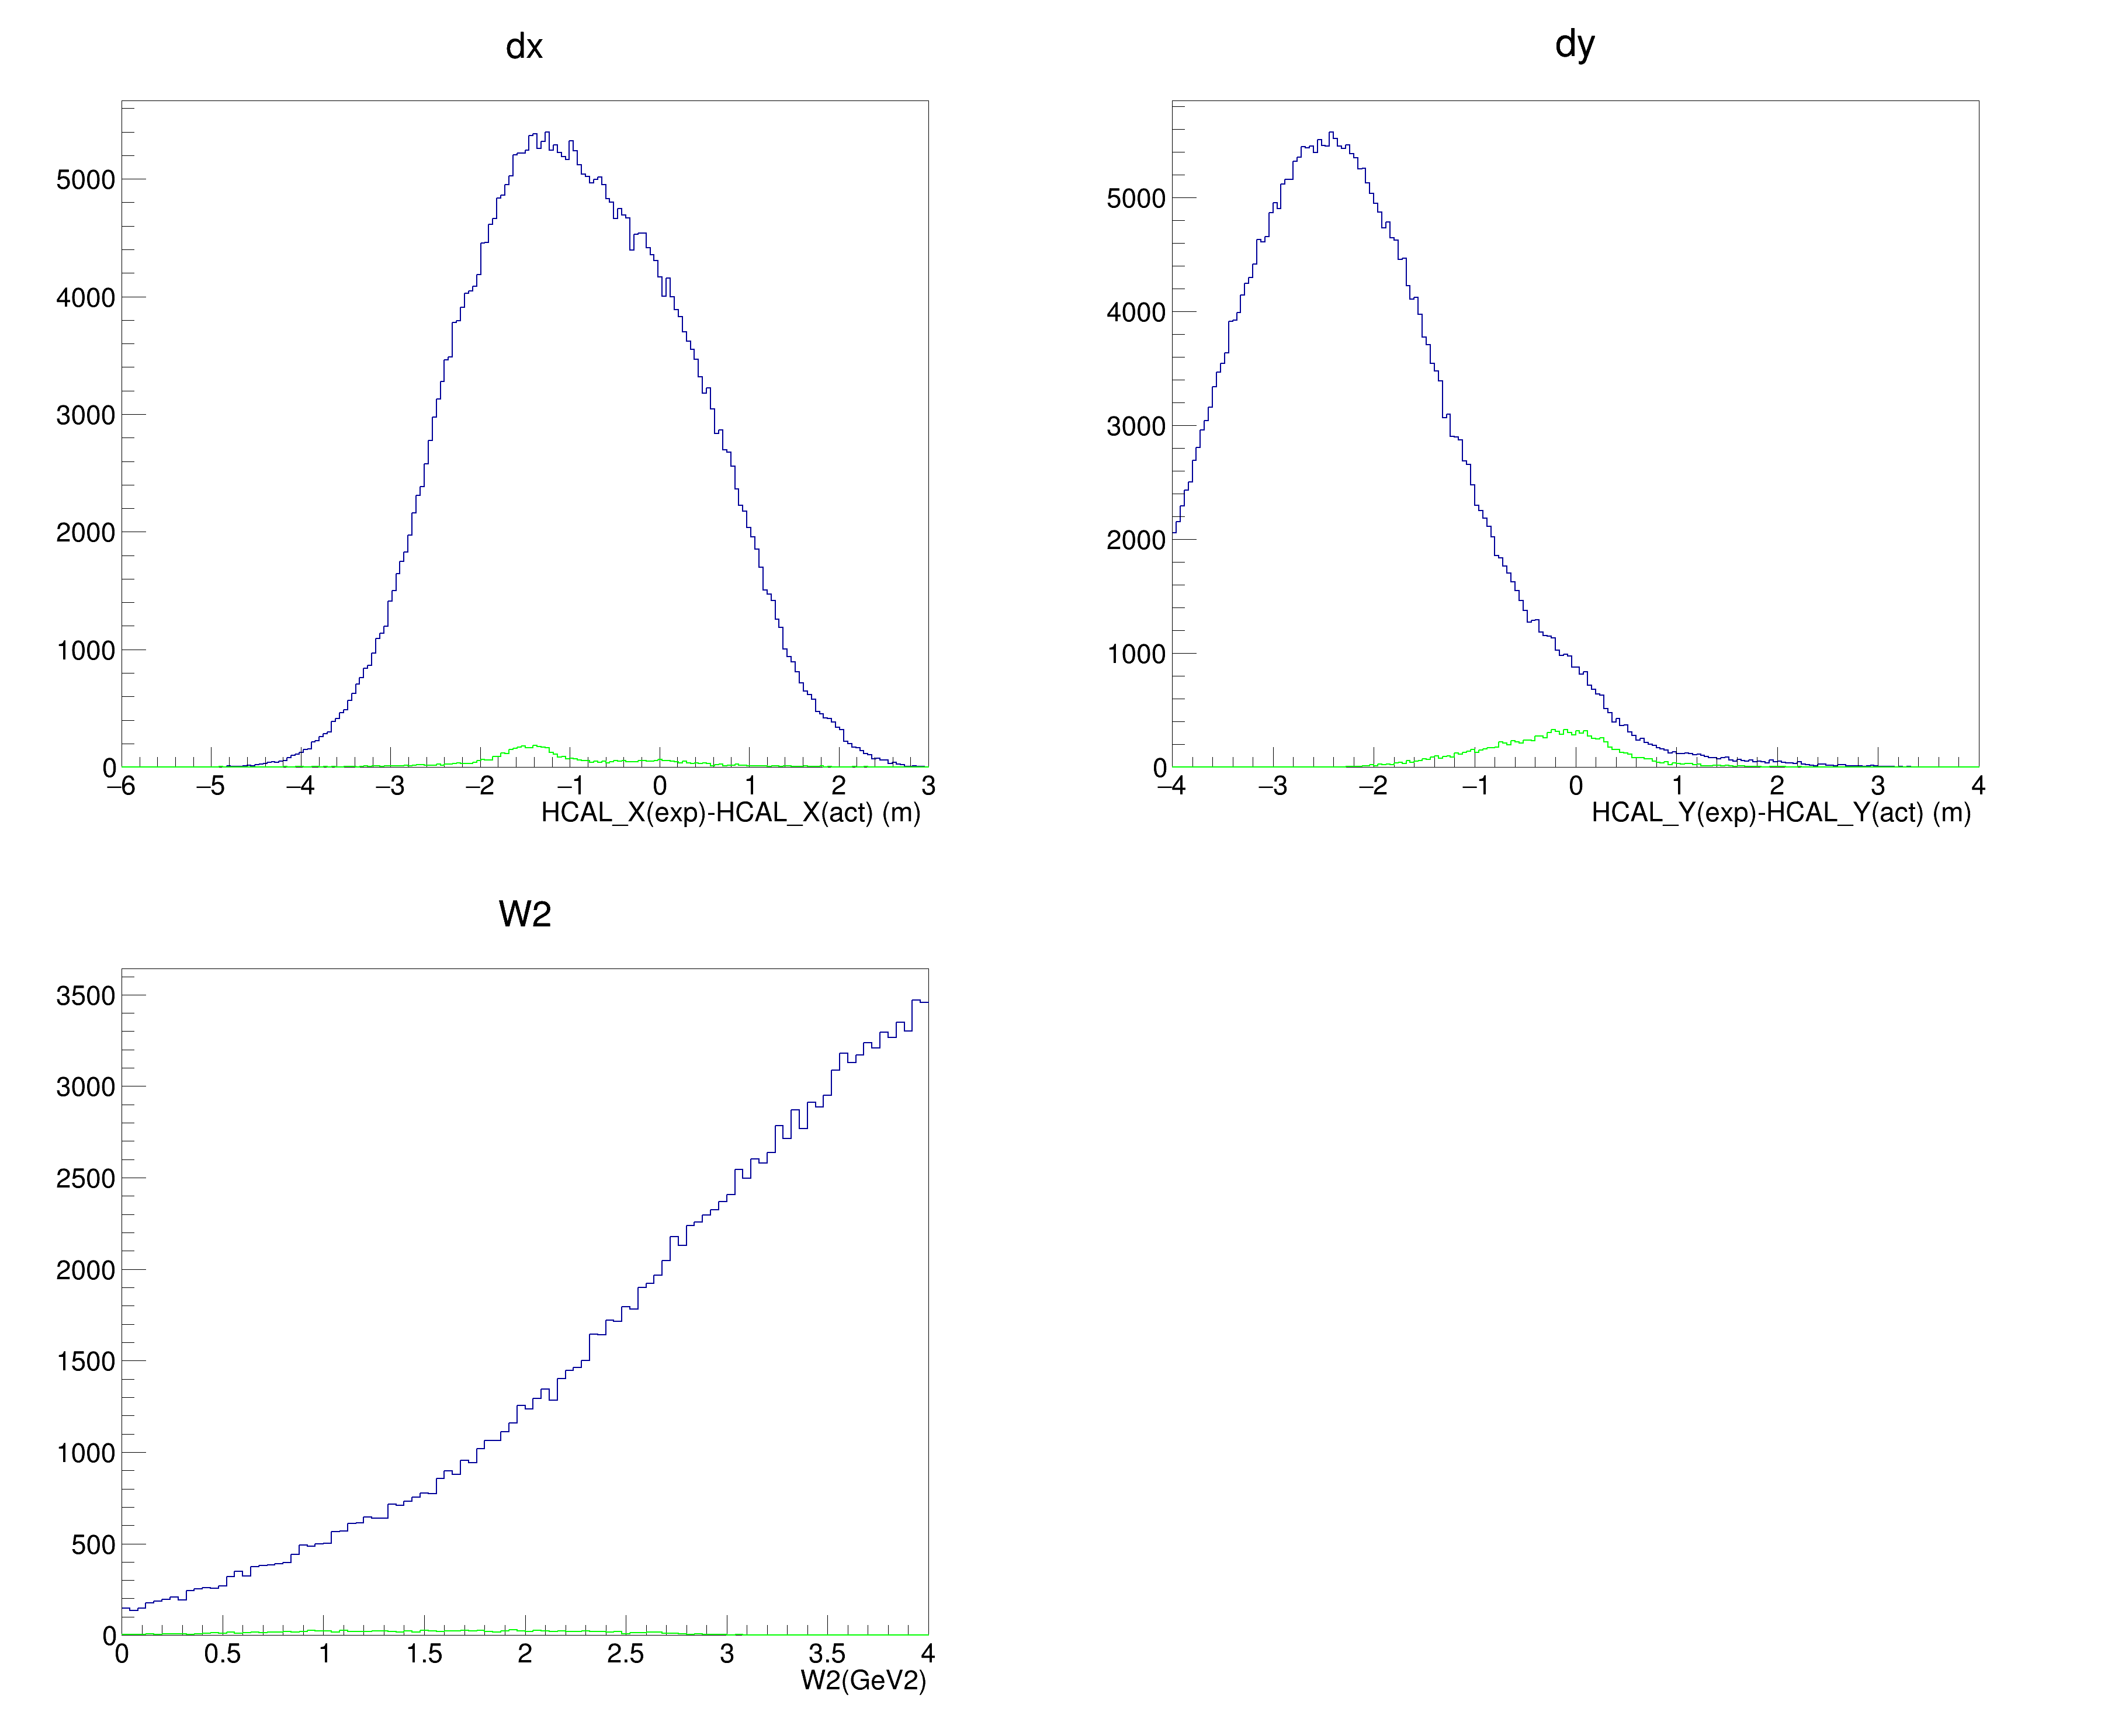 dx
5000
4000
3000
2000
1000
0
−6 −5 −4 −3 −2 −1 0 1 2 3
HCAL_X(exp)-HCAL_X(act) (m)
dy
5000
4000
3000
2000
1000
0
−4 −3 −2 −1 0 1 2 3 4
HCAL_Y(exp)-HCAL_Y(act) (m)
W2
3500
3000
2500
2000
1500
1000
500
0
0 0.5 1 1.5 2 2.5 3 3.5 4
W2(GeV2)